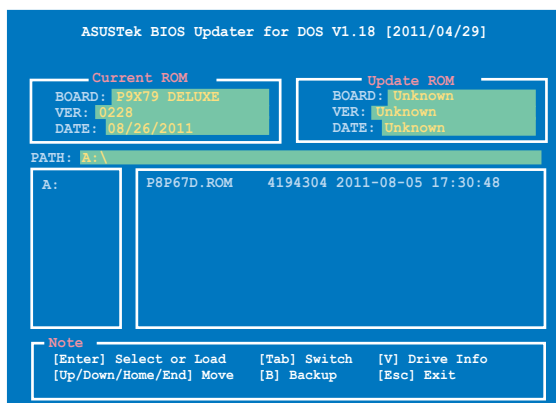 ASUSTek BIOS Updater for DOS V1.18 [2011/04/29]
Current ROM
BOARD: P9X79 DELUXE
VER: 0228
DATE: 08/26/2011
Update ROM
BOARD: Unknown
VER: Unknown
DATE: Unknown
PATH: A:\
A:
P8P67D.ROM 4194304 2011-08-05 17:30:48
Note
[Enter] Select or Load [Tab] Switch [V] Drive Info
[Up/Down/Home/End] Move [B] Backup [Esc] Exit